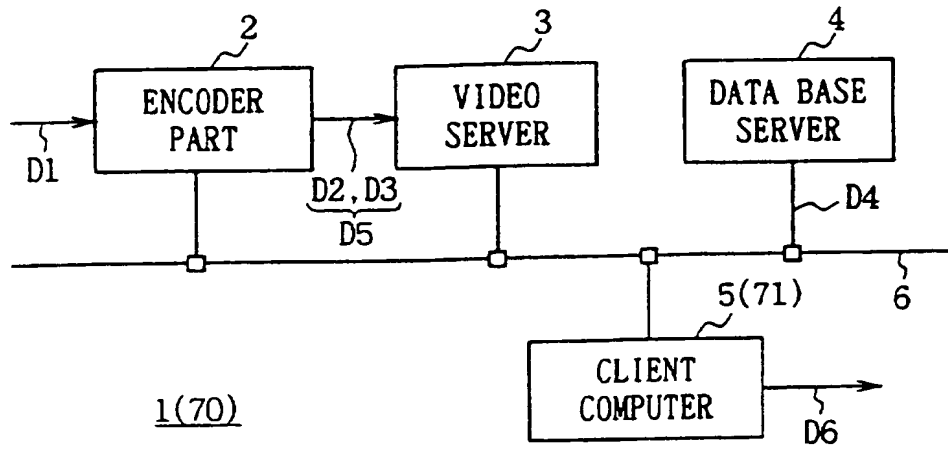 2
3
4
ENCODER
PART
VIDEO
SERVER
DATA BASE
SERVER
D1
D2, D3
D5
D4
6
5(71)
CLIENT
COMPUTER
D6
1(70)